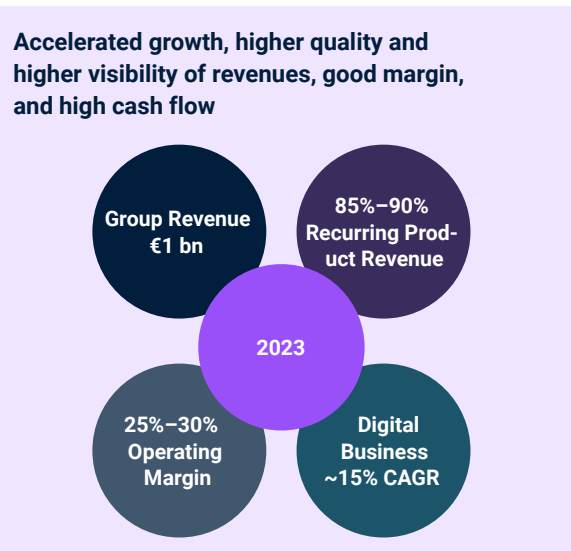 Accelerated growth, higher quality and
higher visibility of revenues, good margin,
and high cash flow
Group Revenue
€1 bn
85%–90%
Recurring Prod-
uct Revenue
2023
25%–30%
Operating
Margin
Digital
Business
~15% CAGR